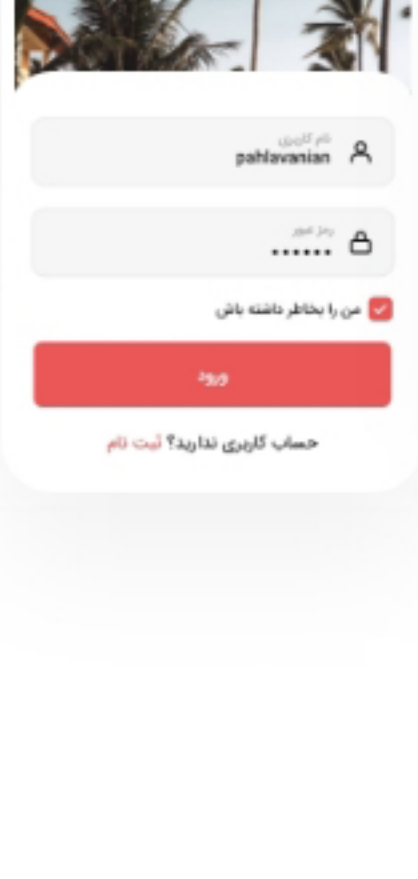 نام کاربری
pahlavanian
رمز عبور
••••••
من را بخاطر داشته باش
ورود
حساب کاربری ندارید؟ ثبت نام